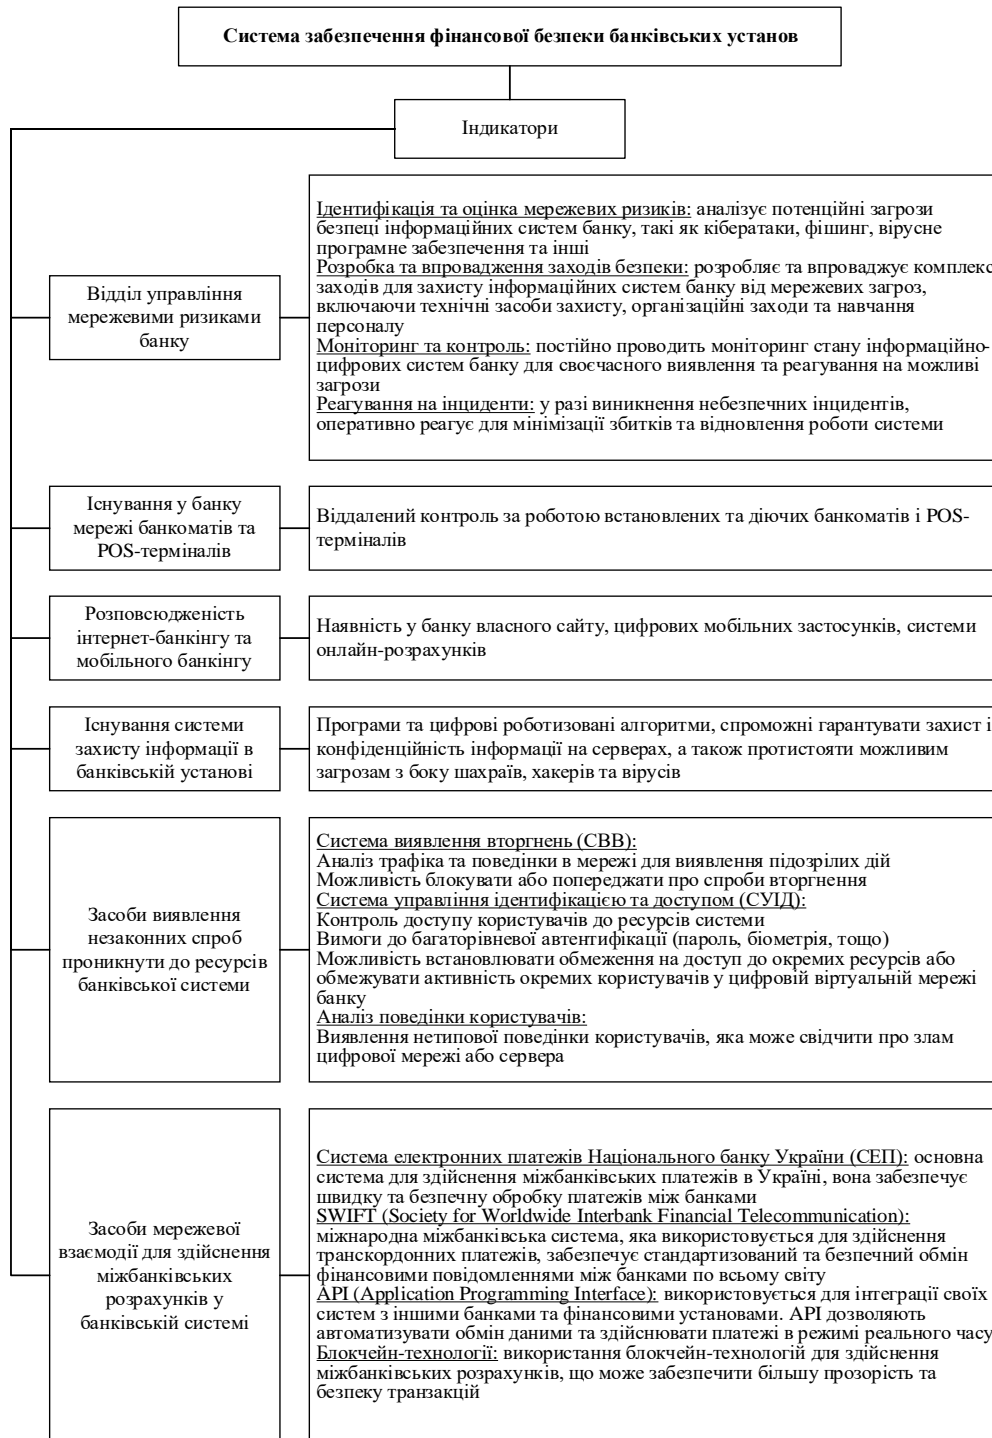 Система забезпечення фінансової безпеки банківських установ
Індикатори
Відділ управління
мережевими ризиками
банку
Ідентифікація та оцінка мережевих ризиків: аналізує потенційні загрози
безпеці інформаційних систем банку, такі як кібератаки, фішинг, вірусне
програмне забезпечення та інші
Розробка та впровадження заходів безпеки: розробляє та впроваджує комплекс
заходів для захисту інформаційних систем банку від мережевих загроз,
включаючи технічні засоби захисту, організаційні заходи та навчання
персоналу
Моніторинг та контроль: постійно проводить моніторинг стану інформаційно-
цифрових систем банку для своєчасного виявлення та реагування на можливі
загрози
Реагування на інциденти: у разі виникнення небезпечних інцидентів,
оперативно реагує для мінімізації збитків та відновлення роботи системи
Існування у банку
мережі банкоматів та
POS-терміналів
Віддалений контроль за роботою встановлених та діючих банкоматів і POS-
терміналів
Розповсюдженість
інтернет-банкінгу та
мобільного банкінгу
Наявність у банку власного сайту, цифрових мобільних застосунків, системи
онлайн-розрахунків
Існування системи
захисту інформації в
банківській установі
Програми та цифрові роботизовані алгоритми, спроможні гарантувати захист і
конфіденційність інформації на серверах, а також протистояти можливим
загрозам з боку шахраїв, хакерів та вірусів
Засоби виявлення
незаконних спроб
проникнути до ресурсів
банківської системи
Система виявлення вторгнень (СВВ):
Аналіз трафіка та поведінки в мережі для виявлення підозрілих дій
Можливість блокувати або попереджати про спроби вторгнення
Система управління ідентифікацією та доступом (СУІД):
Контроль доступу користувачів до ресурсів системи
Вимоги до багаторівневої автентифікації (пароль, біометрія, тощо)
Можливість встановлювати обмеження на доступ до окремих ресурсів або
обмежувати активність окремих користувачів у цифровій віртуальній мережі
банку
Аналіз поведінки користувачів:
Виявлення нетипової поведінки користувачів, яка може свідчити про злам
цифрової мережі або сервера
Засоби мережевої
взаємодії для здійснення
міжбанківських
розрахунків у
банківській системі
Система електронних платежів Національного банку України (СЕП): основна
система для здійснення міжбанківських платежів в Україні, вона забезпечує
швидку та безпечну обробку платежів між банками
SWIFT (Society for Worldwide Interbank Financial Telecommunication):
міжнародна міжбанківська система, яка використовується для здійснення
транскордонних платежів, забезпечує стандартизований та безпечний обмін
фінансовими повідомленнями між банками по всьому світу
API (Application Programming Interface): використовується для інтеграції своїх
систем з іншими банками та фінансовими установами. API дозволяють
автоматизувати обмін даними та здійснювати платежі в режимі реального часу
Блокчейн-технології: використання блокчейн-технологій для здійснення
міжбанківських розрахунків, що може забезпечити більшу прозорість та
безпеку транзакцій